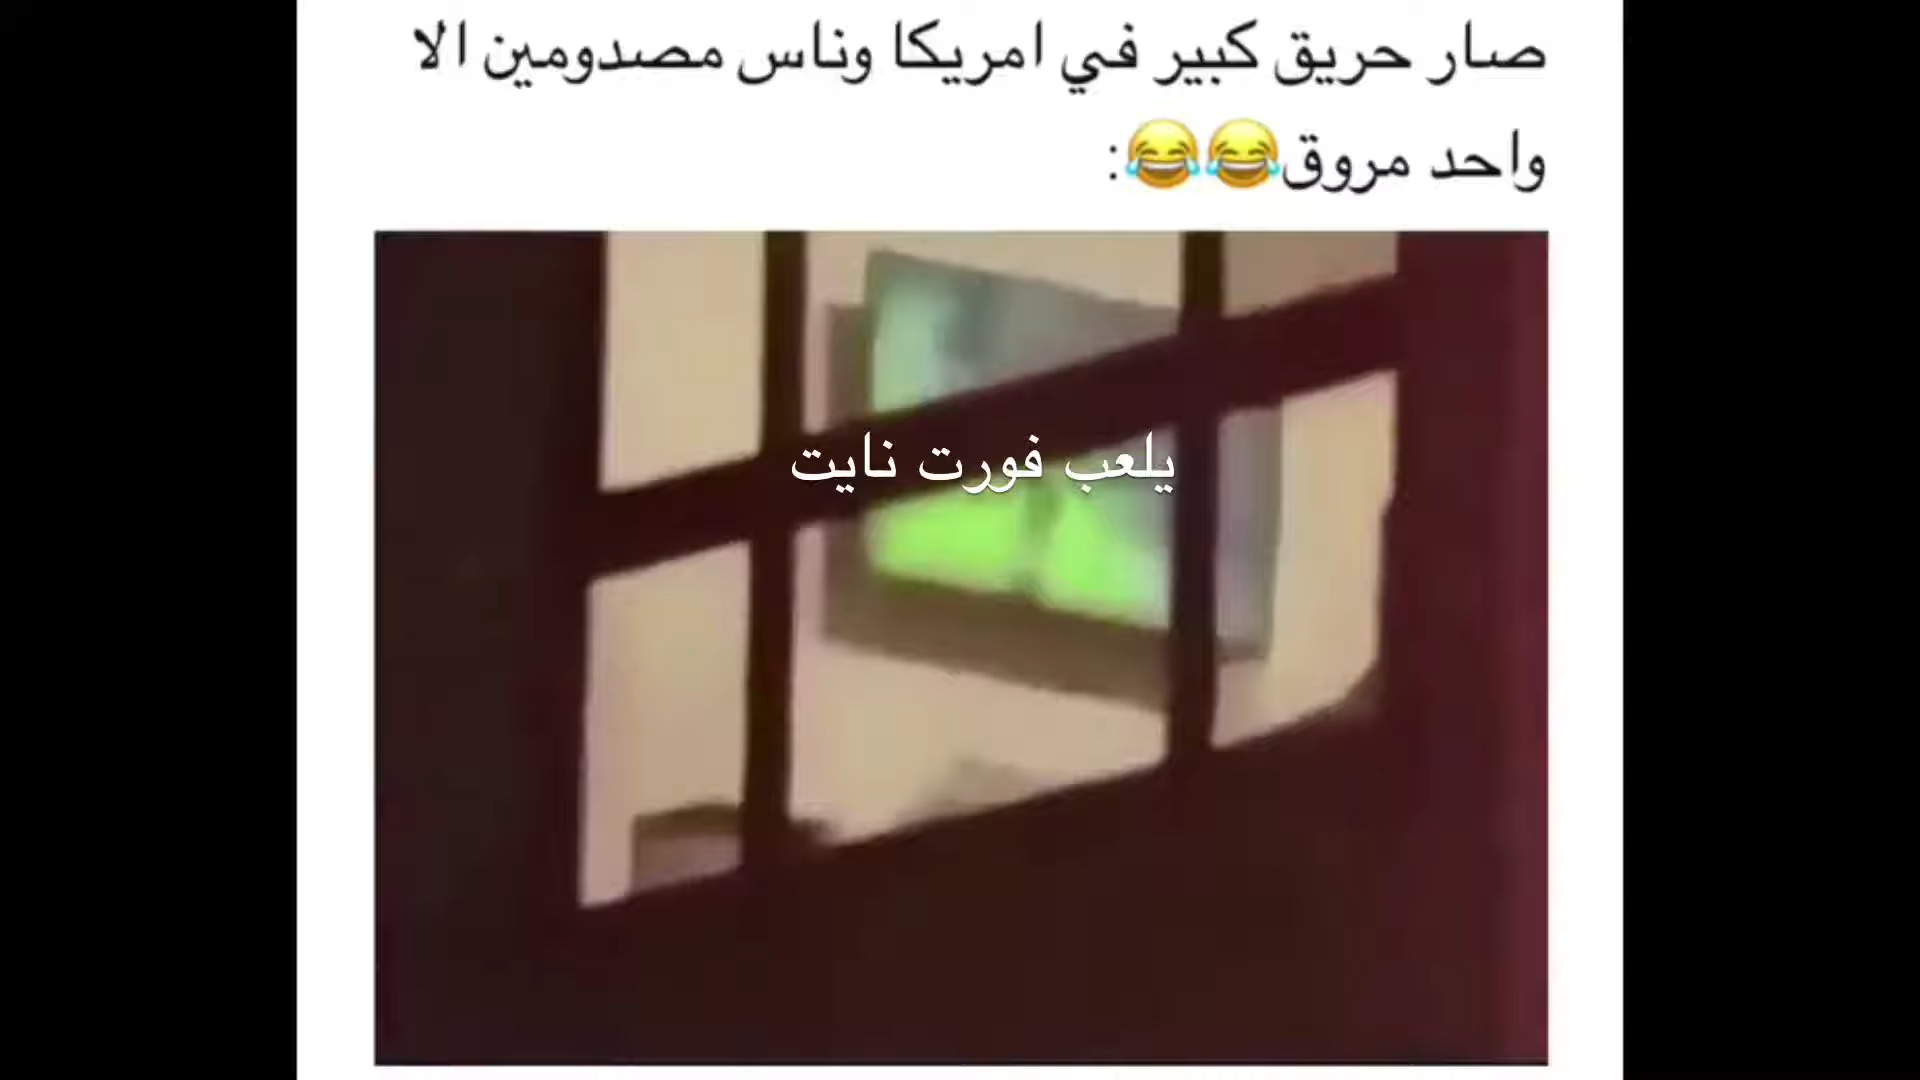 صار حريق كبير في امريكا وناس مصدومين الا
واحد مروق😂😂:
يلعب فورت نايت